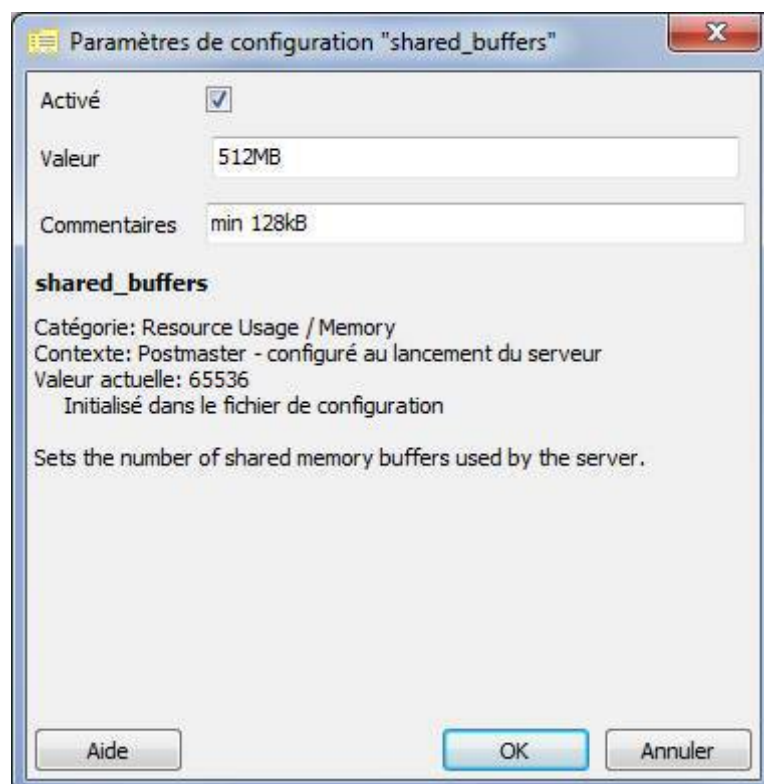 Paramètres de configuration "shared_buffers"
Activé
Valeur 512MB
Commentaires min 128kB
shared_buffers
Catégorie: Resource Usage / Memory
Contexte: Postmaster - configuré au lancement du serveur
Valeur actuelle: 65536
Initialisé dans le fichier de configuration
Sets the number of shared memory buffers used by the server.
Aide OK Annuler